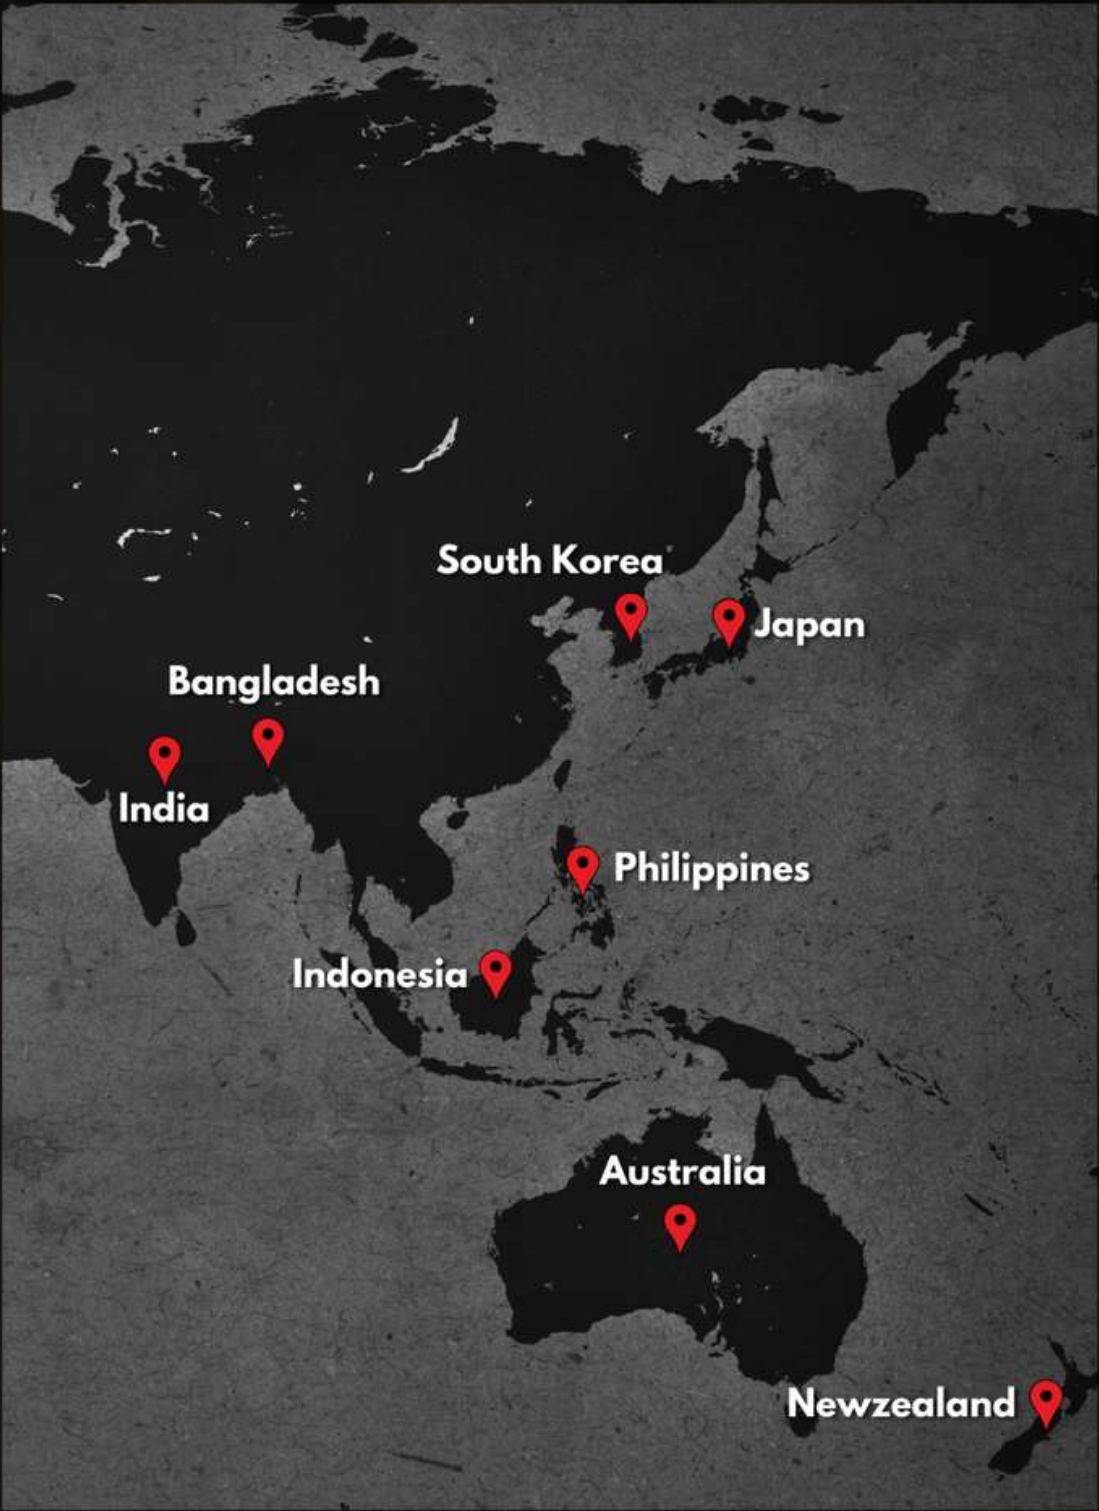 South Korea
Japan
Bangladesh
India
Philippines
Indonesia
Australia
Newzealand